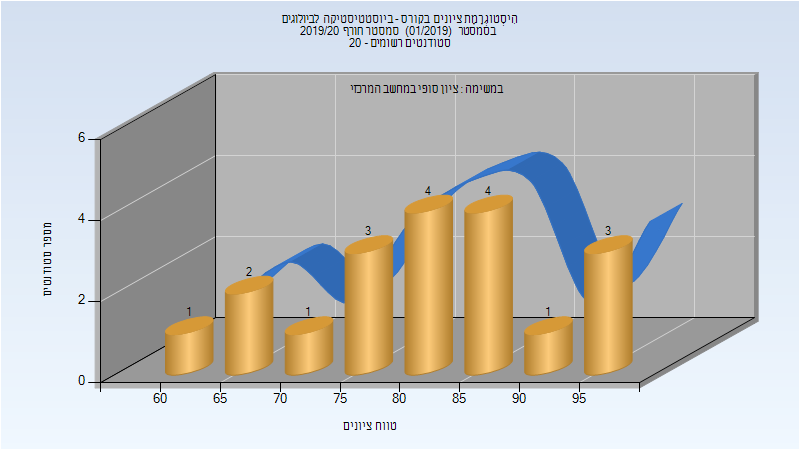 היסטוגרמת ציונים בקורס - ביוסטטיסטיקה לביולוגים
בסמסטר (01/2019) סמסטר חורף 2019/20
סטודנטים רשומים - 20
במשימה : ציון סופי במחשב המרכזי
מספר סטודנטים
6
4
2
0
1
2
1
3
4
4
1
3
60 65 70 75 80 85 90 95
טווח ציונים